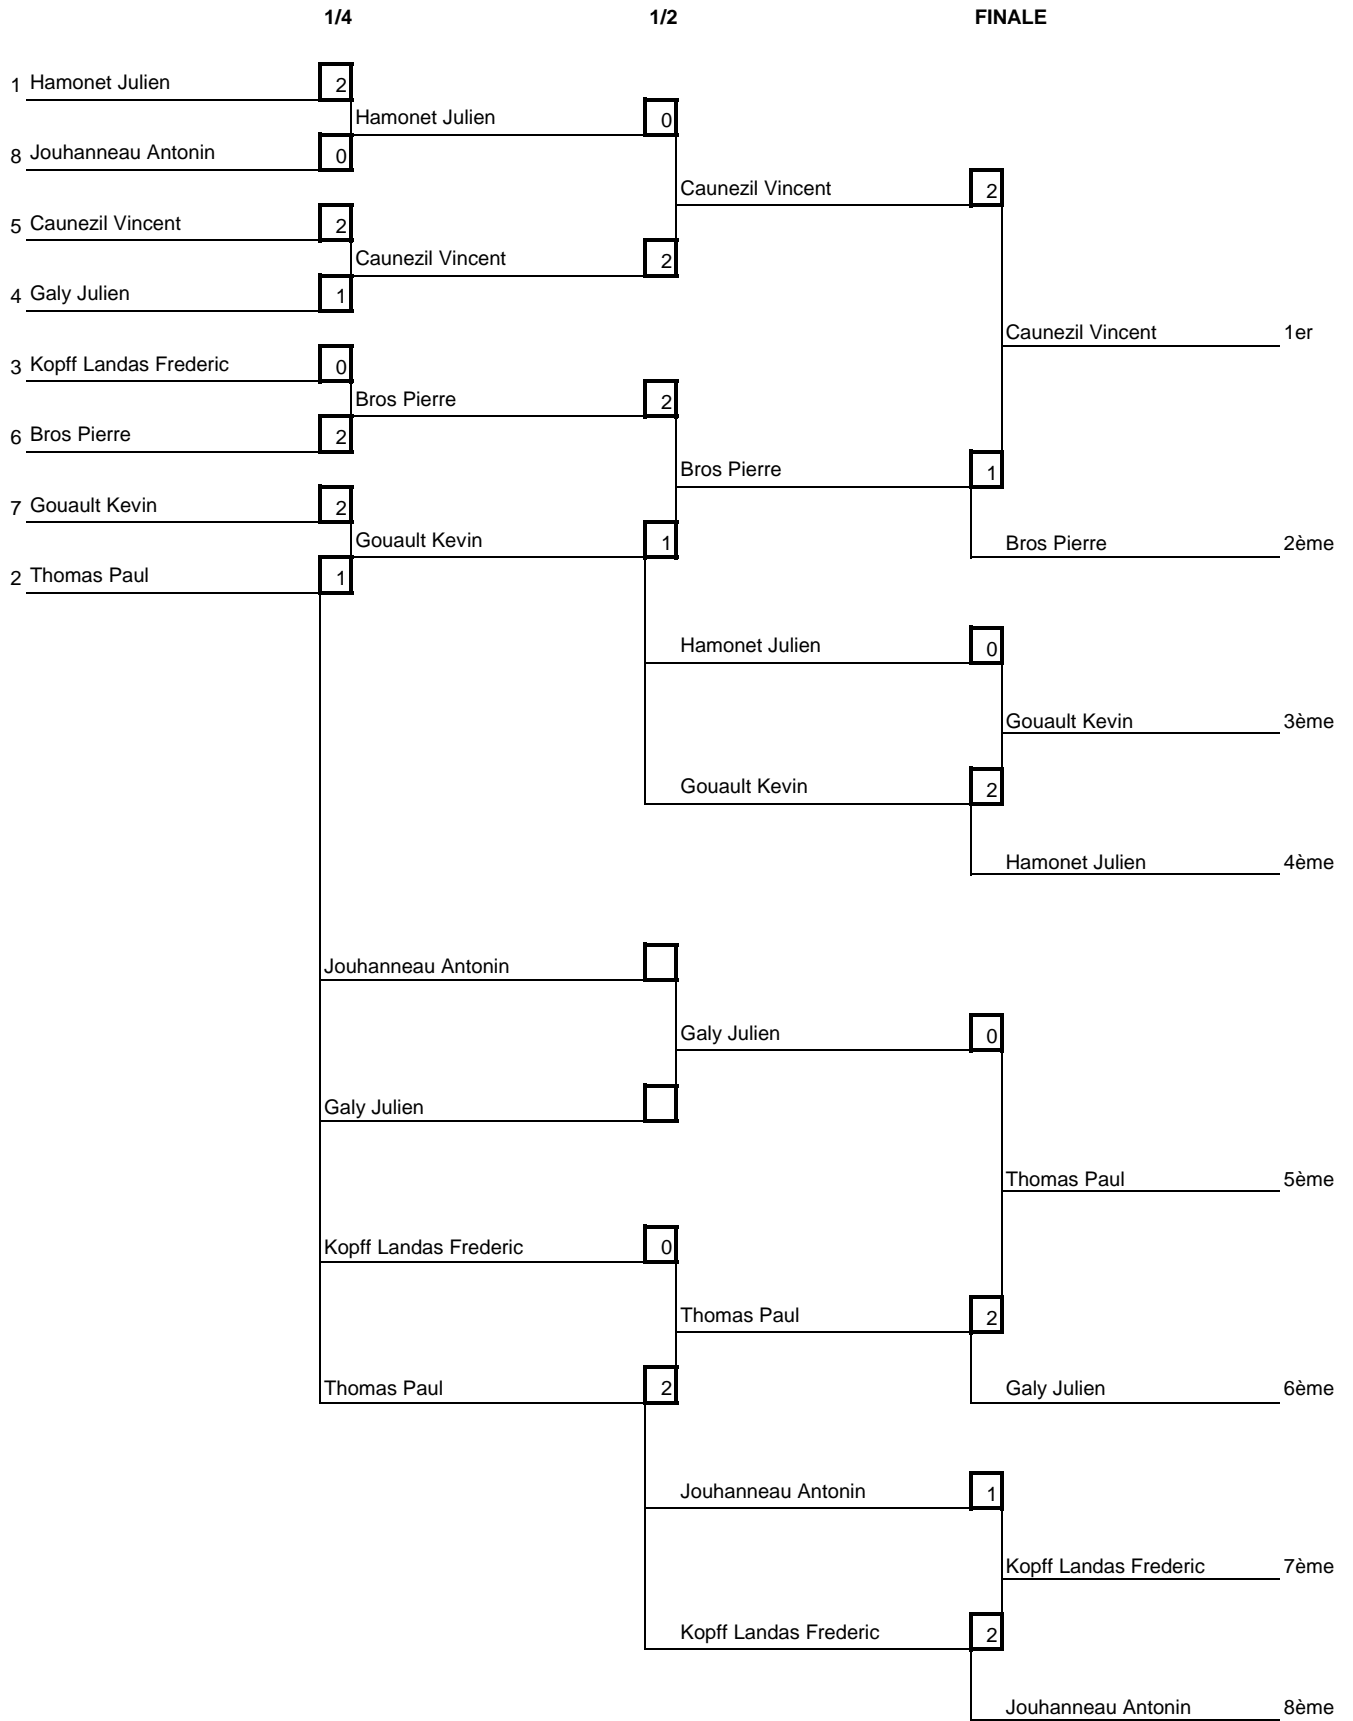 1/4 1/2 FINALE
1 Hamonet Julien 2
Hamonet Julien 0
8 Jouhanneau Antonin 0
Caunezil Vincent 2
5 Caunezil Vincent 2
Caunezil Vincent 2
4 Galy Julien 1
Caunezil Vincent 1er
3 Kopff Landas Frederic 0
Bros Pierre 2
6 Bros Pierre 2
Bros Pierre 1
7 Gouault Kevin 2
Gouault Kevin 1
Bros Pierre 2ème
2 Thomas Paul 1
Hamonet Julien 0
Gouault Kevin 3ème
Gouault Kevin 2
Hamonet Julien 4ème
Jouhanneau Antonin
Galy Julien 0
Galy Julien
Thomas Paul 5ème
Kopff Landas Frederic 0
Thomas Paul 2
Thomas Paul 2
Galy Julien 6ème
Jouhanneau Antonin 1
Kopff Landas Frederic 7ème
Kopff Landas Frederic 2
Jouhanneau Antonin 8ème